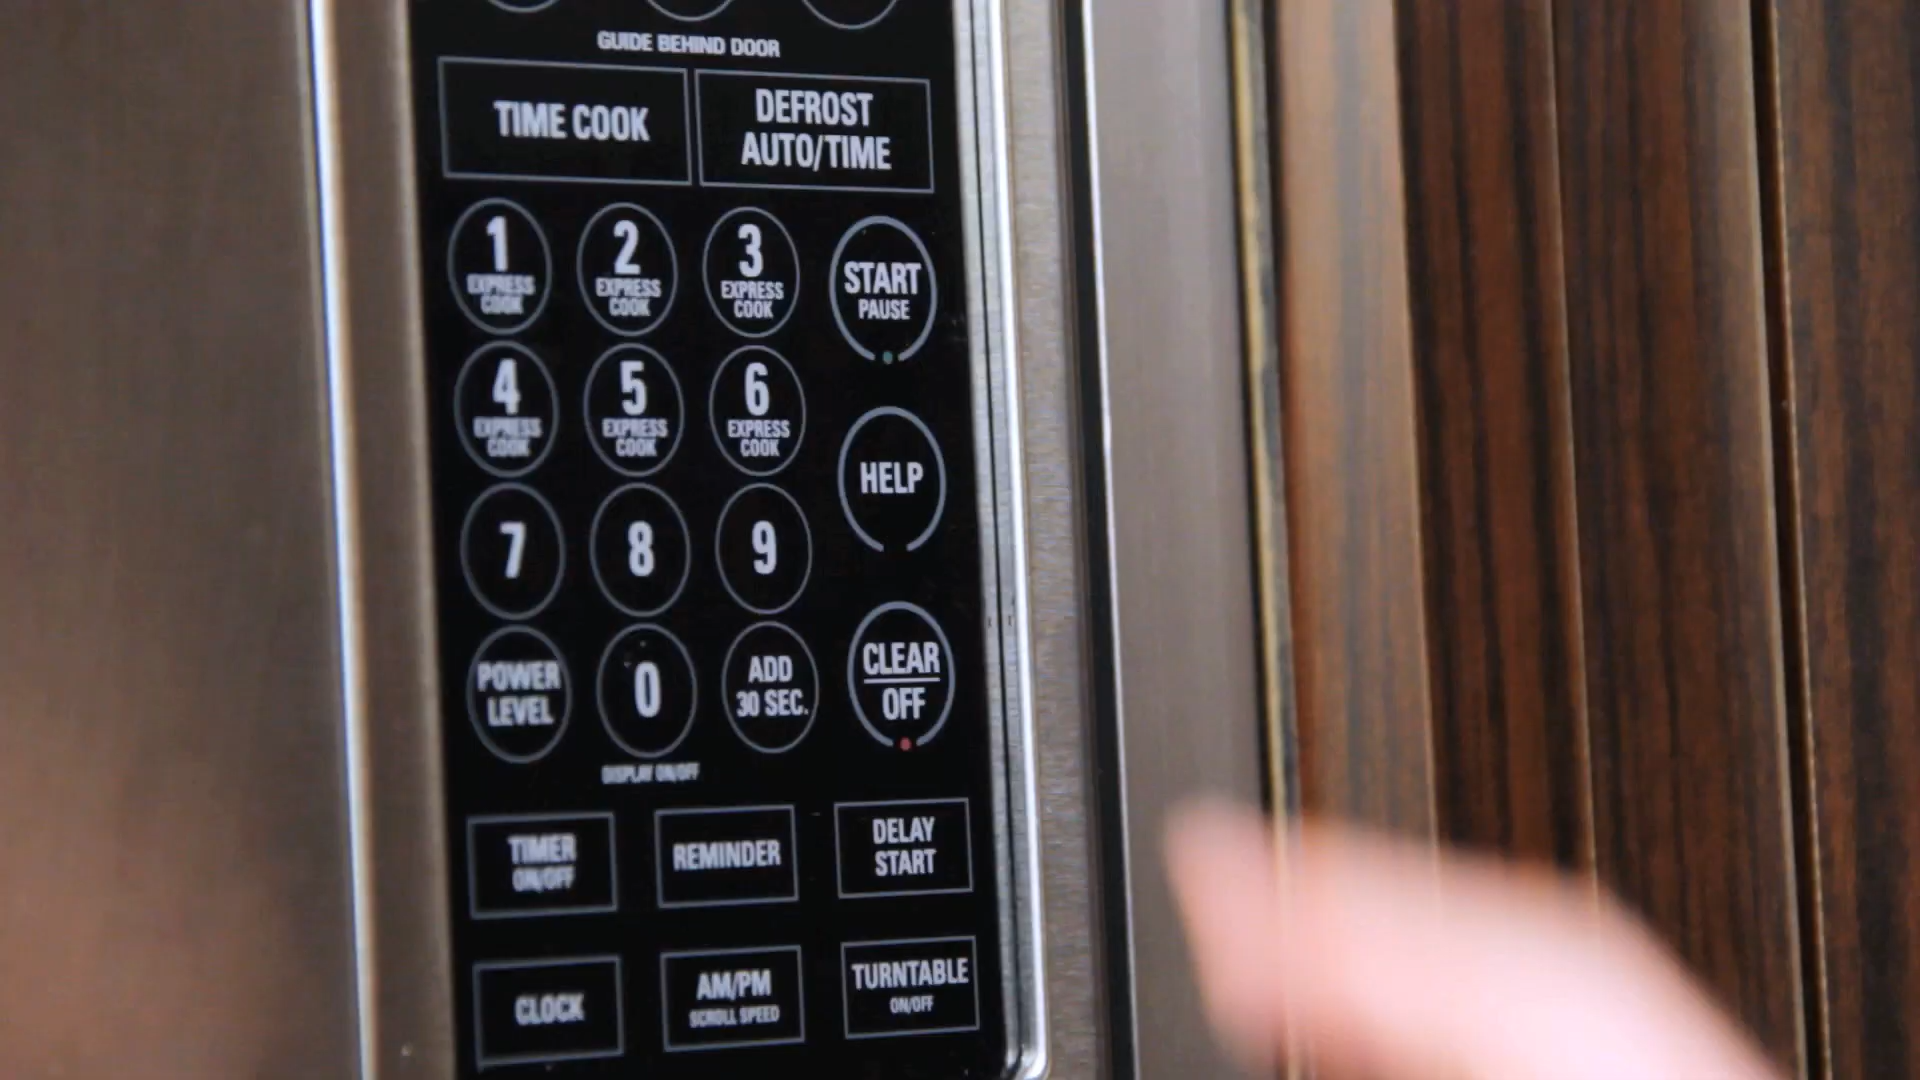 GUIDE BEHIND DOOR
TIME COOK
DEFROST
AUTO/TIME
1
EXPRESS
COOK
2
EXPRESS
COOK
3
EXPRESS
COOK
START
PAUSE
4
EXPRESS
COOK
5
EXPRESS
COOK
6
EXPRESS
COOK
HELP
7
8
9
POWER
LEVEL
0
ADD
30 SEC.
CLEAR
OFF
DISPLAY ON/OFF
TIMER
ON/OFF
REMINDER
DELAY
START
CLOCK
AM/PM
SCROLL SPEED
TURNTABLE
ON/OFF